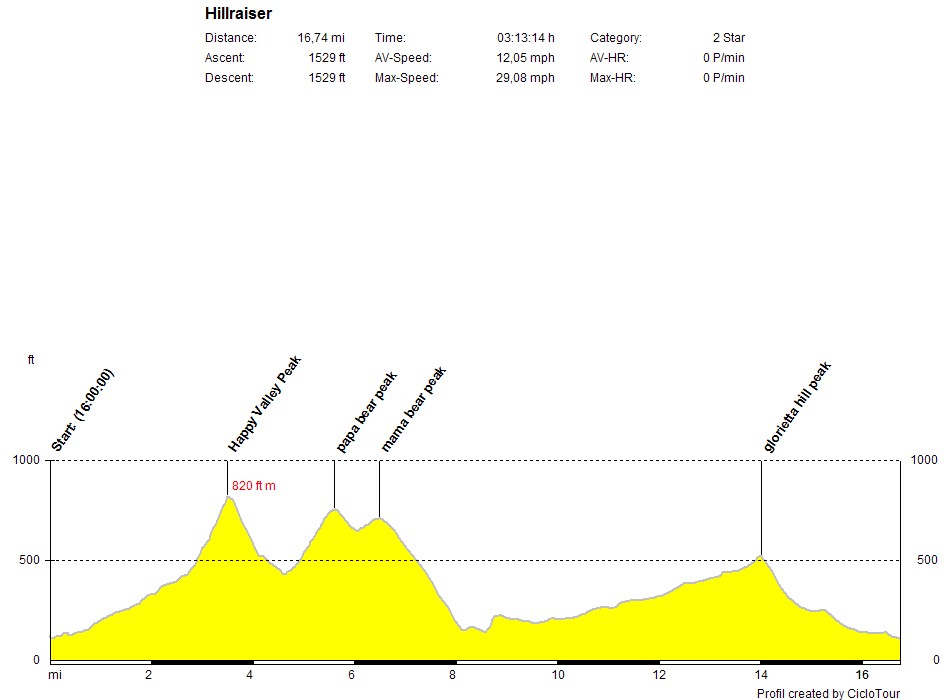 Hillraiser
Distance: 16,74 mi Time: 03:13:14 h Category: 2 Star
Ascent: 1529 ft AV-Speed: 12,05 mph AV-HR: 0 P/min
Descent: 1529 ft Max-Speed: 29,08 mph Max-HR: 0 P/min
ft
Start: (16:00:00)
Happy Valley Peak
papa bear peak
mama bear peak
glorietta hill peak
1000 1000
820 ft m
500 500
0 0
mi 2 4 6 8 10 12 14 16
Profil created by CicloTour